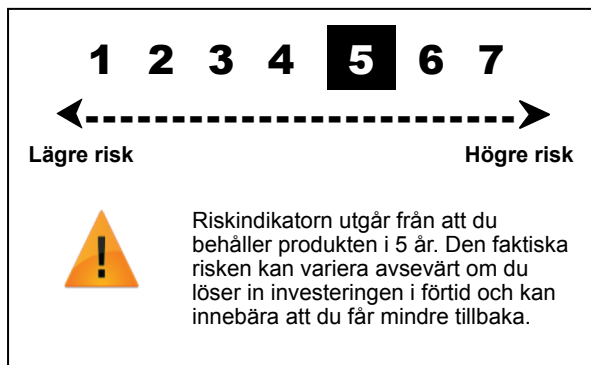 1 2 3 4 5 6 7
Lägre risk Högre risk
!
Riskindikatorn utgår från att du
behåller produkten i 5 år. Den faktiska
risken kan variera avsevärt om du
löser in investeringen i förtid och kan
innebära att du får mindre tillbaka.